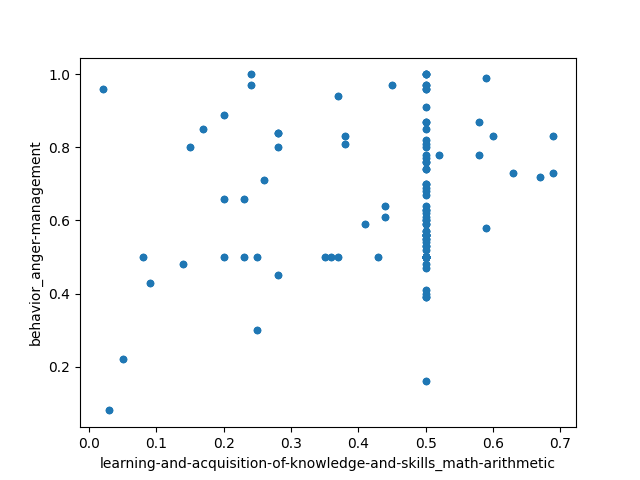 1.0
0.8
0.6
0.4
0.2
behavior_anger-management
0.0 0.1 0.2 0.3 0.4 0.5 0.6 0.7
learning-and-acquisition-of-knowledge-and-skills_math-arithmetic